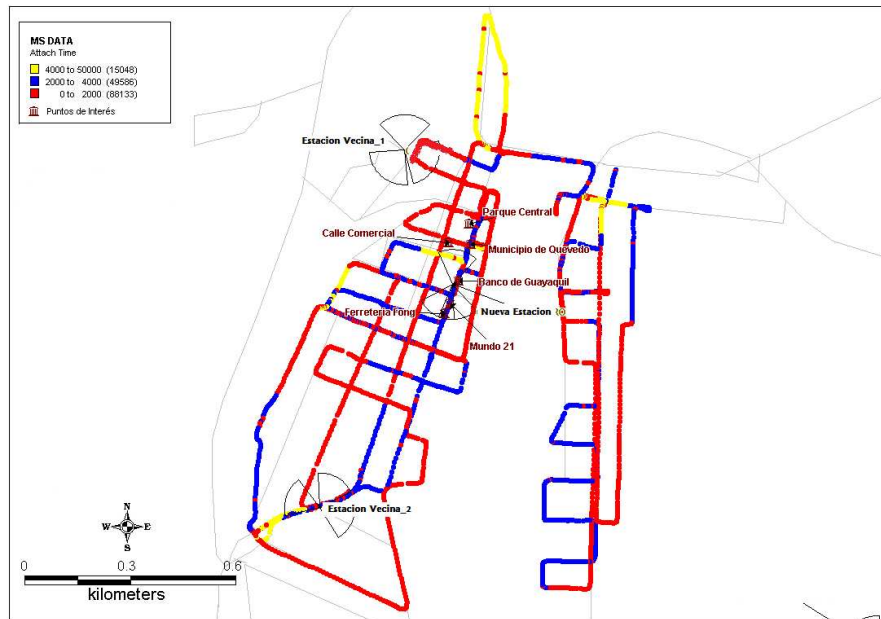 MS DATA
Attach Time
4000 to 50000 (15048)
2000 to 4000 (49586)
0 to 2000 (88133)
Puntos de Interés
Estacion Vecina_1
Parque Central
Calle Comercial
Municipio de Quevedo
Banco de Guayaquil
Ferreteria Fong
Nueva Estacion
Mundo 21
Estacion Vecina_2
N
W E
S
0 0.3 0.6
kilometers